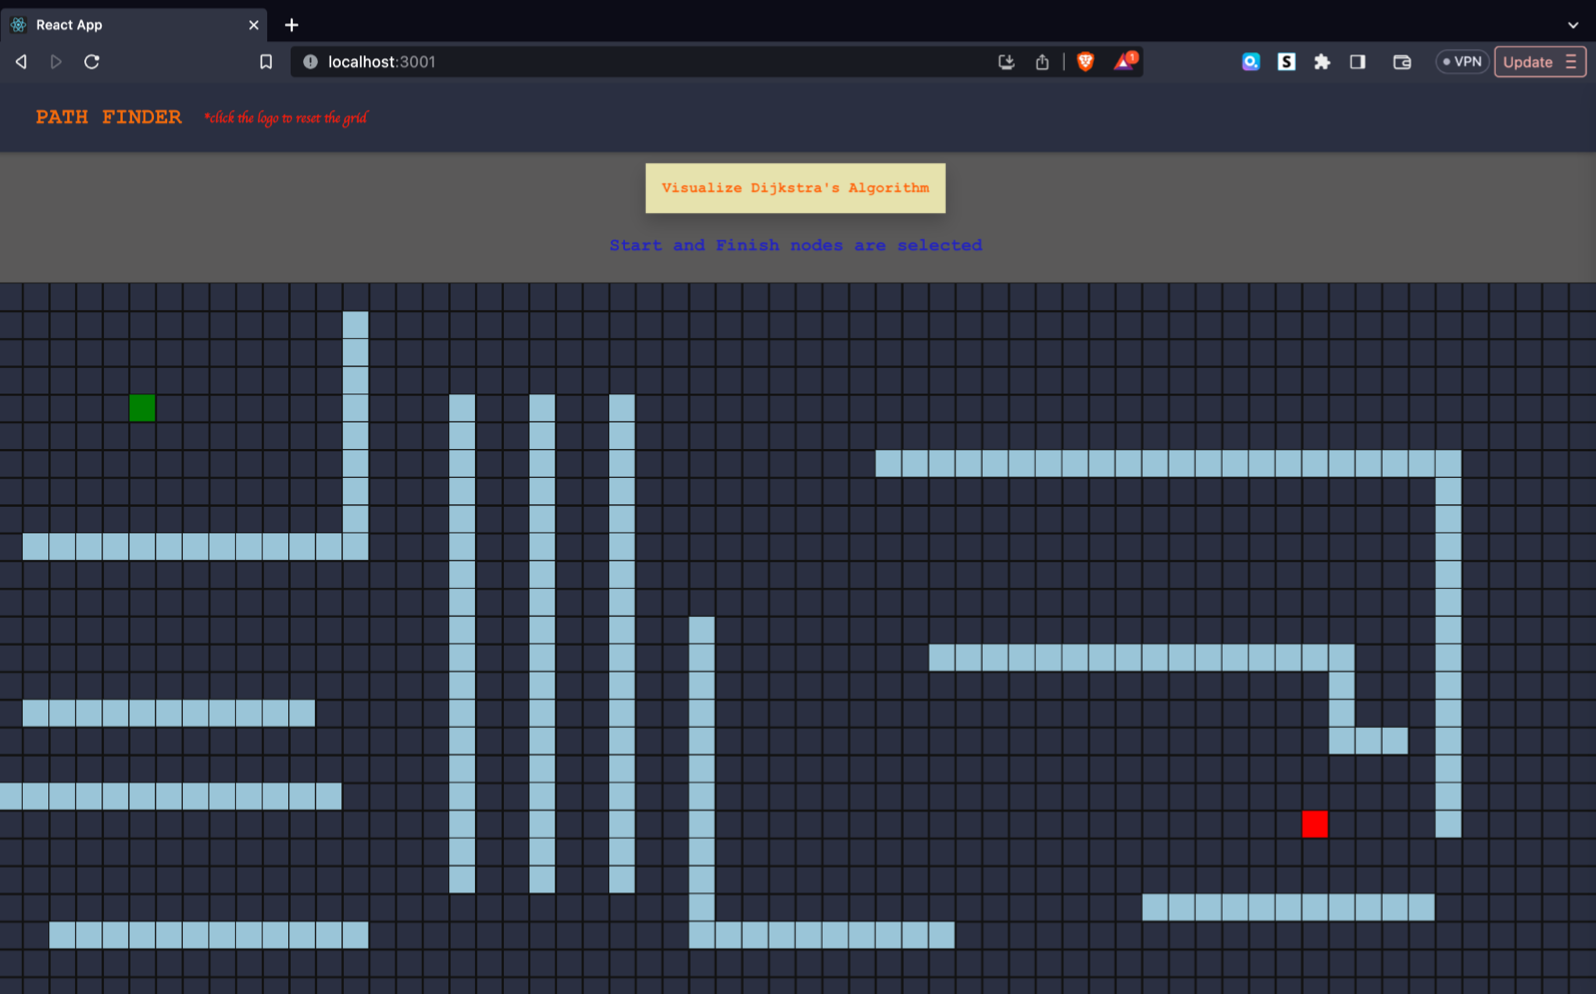 React App
localhost:3001
1
VPN
Update
PATH FINDER *click the logo to reset the grid
Visualize Dijkstra's Algorithm
Start and Finish nodes are selected